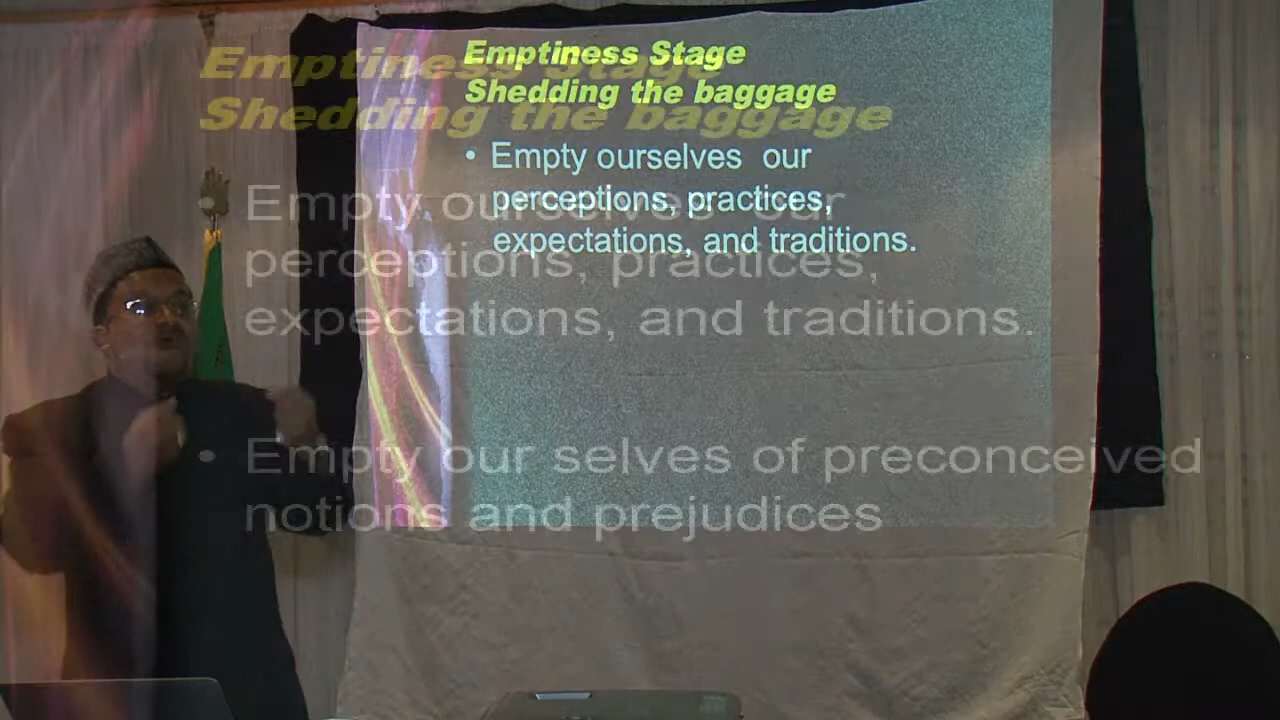 Emptiness Stage
Shedding the baggage
• Empty ourselves our
perceptions, practices,
expectations, and traditions.
Emptiness Stage
Shedding the baggage
• Empty ourselves our
perceptions, practices,
expectations, and traditions.
• Empty our selves of preconceived
notions and prejudices